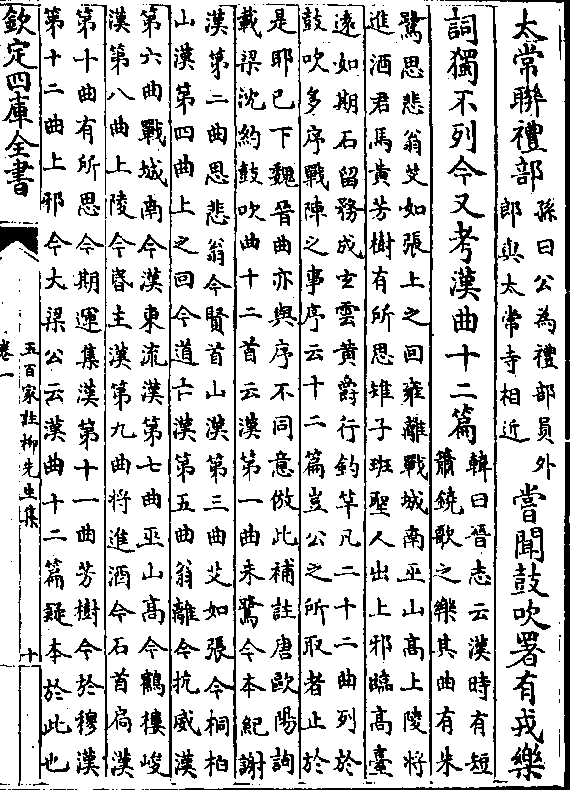 太常聯禮部孫曰公為禮部員外郎與太常寺相近嘗聞鼓吹署有戎樂
詞獨不列今又考漢曲十二篇韓曰晉志云漢時有短簫鐃歌之樂其曲有朱
鷺思悲翁艾如張上之回雍離戰城南巫山高上陵將
進酒君馬黃芳樹有所思雉子班聖人出上邪臨高臺
遠如期石留務成玄雲黃爵行釣竿凡二十二曲列於
鼓吹多序戰陣之事序云十二篇豈公之所取者止於
是耶已下魏晉曲亦與序不同意倣此補註唐歐陽詢
載梁沈約鼓吹曲十二首云漢第一曲朱鷺今本紀謝
漢第二曲思悲翁今賢首山漢第三曲艾如張今桐柏
山漢第四曲上之回今道亡漢第五曲翁離今抗威漢
第六曲戰城南今漢東流漢第七曲巫山高今鶴樓峻
漢第八曲上陵今昏主漢第九曲將進酒今石首局漢
第十曲有所思今期運集漢第十一曲芳樹今於穆漢
第十二曲上邪今大梁公云漢曲十二篇疑本於此也
欽定四庫全書
卷一
五百家註柳先生集
十